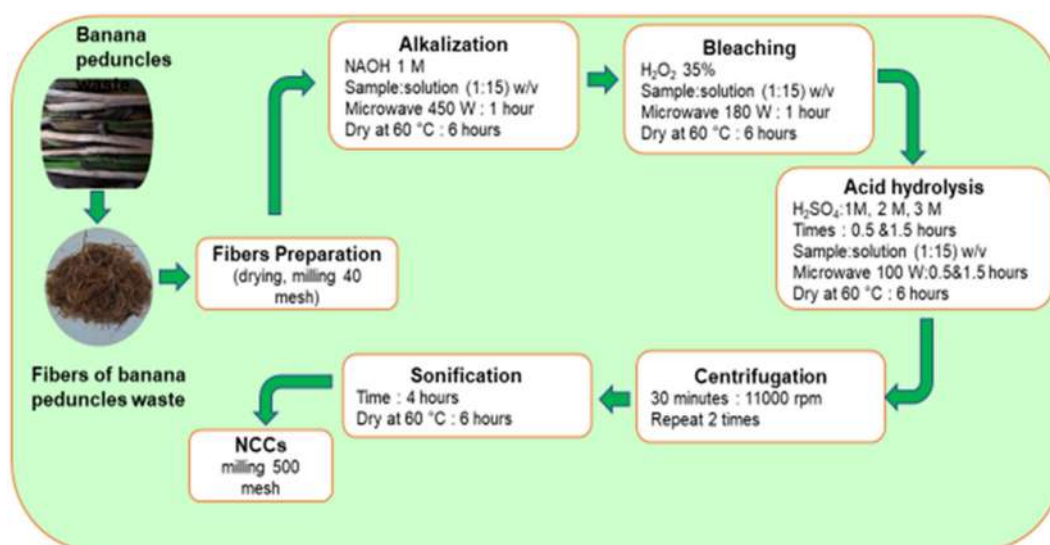 Banana
peduncles
waste
Fibers of banana
peduncles waste
Fibers Preparation
(drying, milling 40
mesh)
Alkalization
NAOH 1 M
Sample:solution (1:15) w/v
Microwave 450 W : 1 hour
Dry at 60 °C : 6 hours
Bleaching
H₂O₂ 35%
Sample:solution (1:15) w/v
Microwave 180 W : 1 hour
Dry at 60 °C : 6 hours
Acid hydrolysis
H₂SO₄:1M, 2 M, 3 M
Times : 0.5 &1.5 hours
Sample:solution (1:15) w/v
Microwave 100 W:0.5&1.5 hours
Dry at 60 °C : 6 hours
Centrifugation
30 minutes : 11000 rpm
Repeat 2 times
Sonification
Time : 4 hours
Dry at 60 °C : 6 hours
NCCs
milling 500
mesh